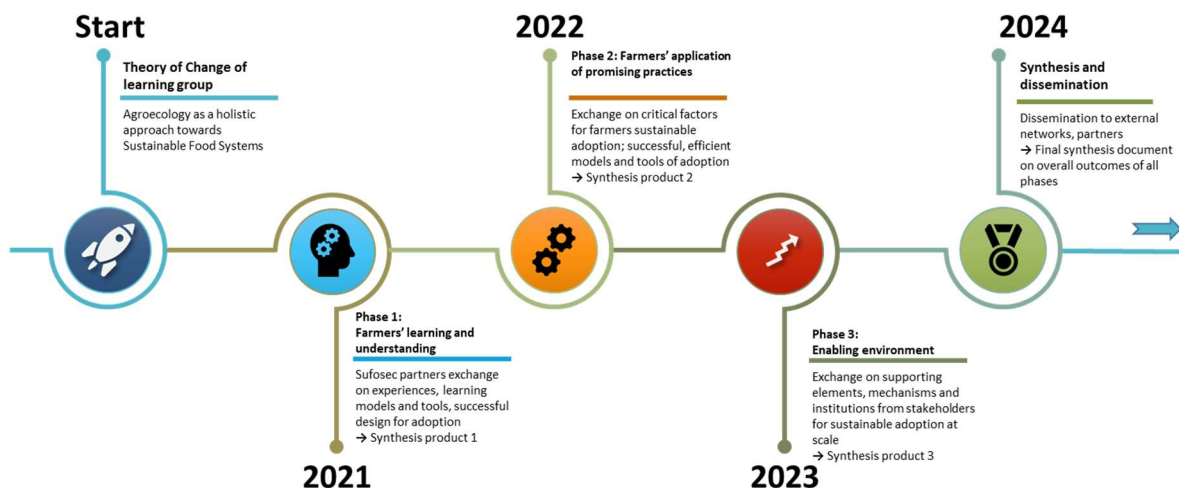 Start
Theory of Change of
learning group
Agroecology as a holistic
approach towards
Sustainable Food Systems
Phase 1:
Farmers' learning and
understanding
Sufosec partners exchange
on experiences, learning
models and tools, successful
design for adoption
→ Synthesis product 1
2021
2022
Phase 2: Farmers' application
of promising practices
Exchange on critical factors
for farmers sustainable
adoption; successful, efficient
models and tools of adoption
→ Synthesis product 2
Phase 3:
Enabling environment
Exchange on supporting
elements, mechanisms and
institutions from stakeholders
for sustainable adoption at
scale
→ Synthesis product 3
2023
2024
Synthesis and
dissemination
Dissemination to external
networks, partners
→ Final synthesis document
on overall outcomes of all
phases